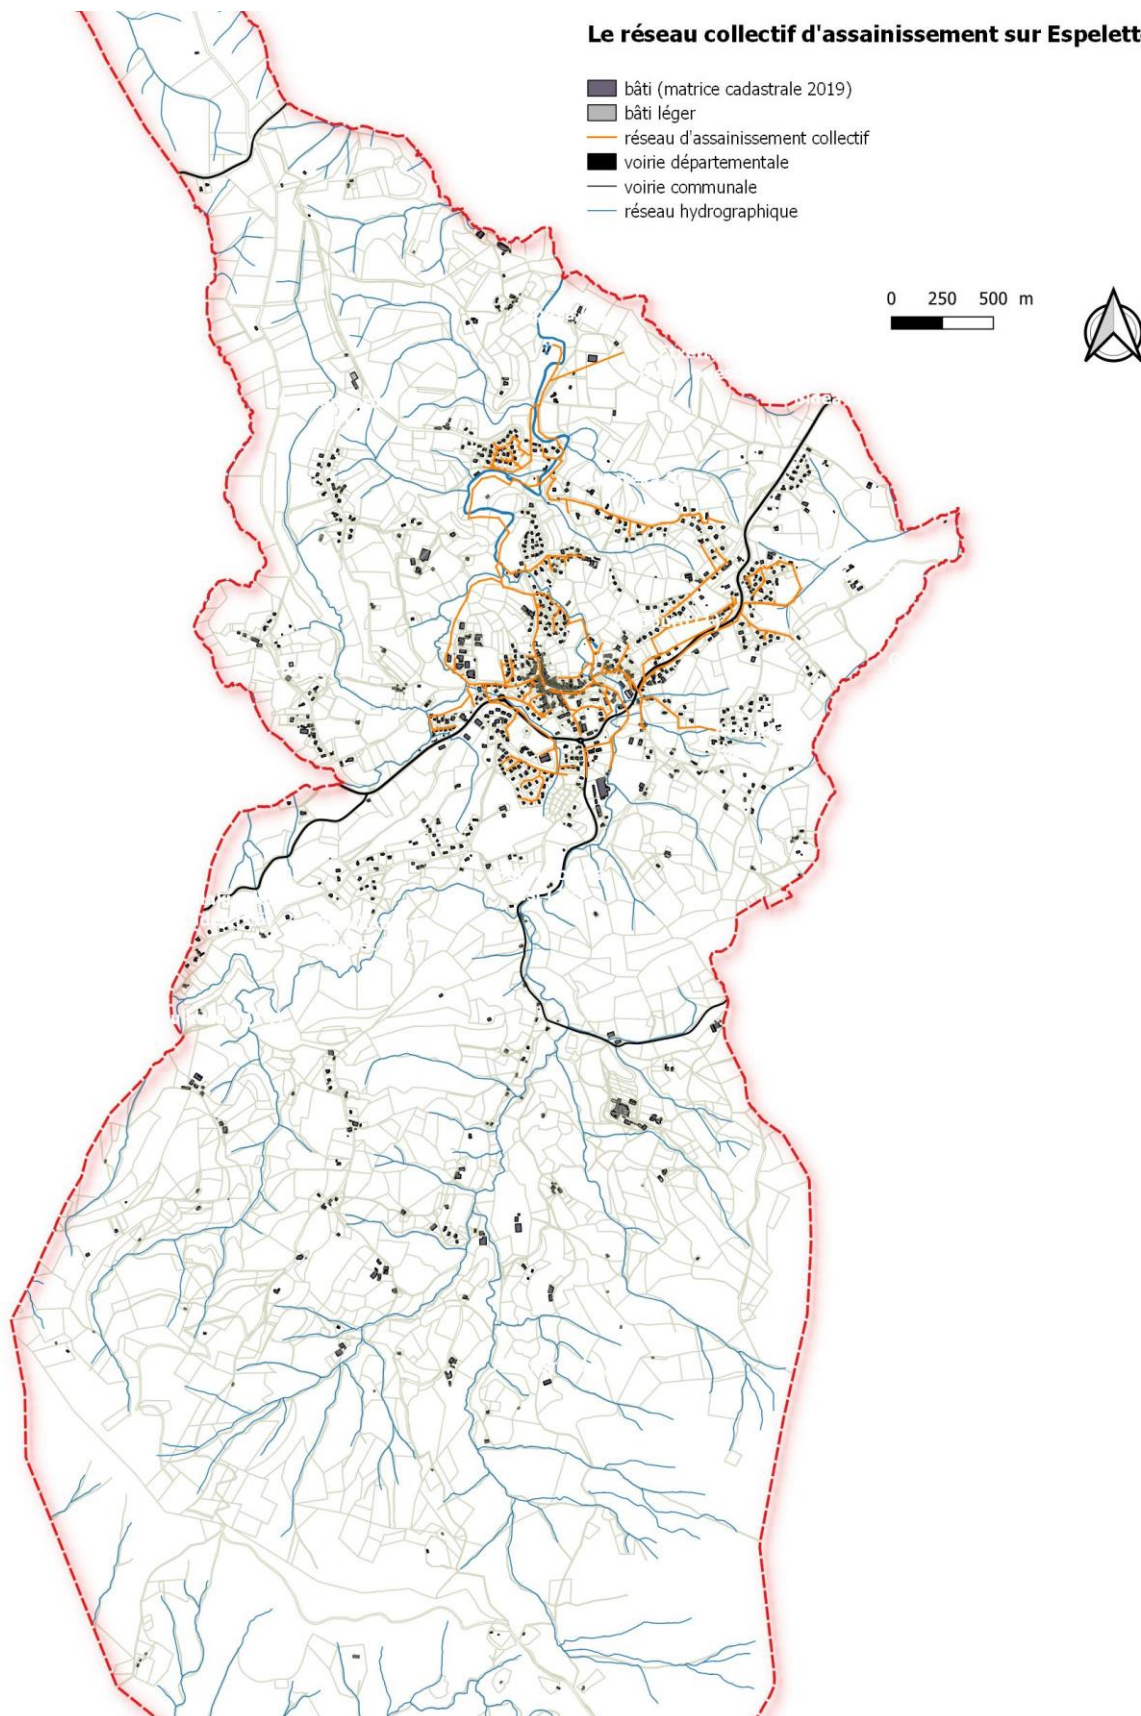 Le réseau collectif d'assainissement sur Espelett
bâti (matrice cadastrale 2019)
bâti léger
réseau d'assainissement collectif
voirie départementale
voirie communale
réseau hydrographique
0 250 500 m